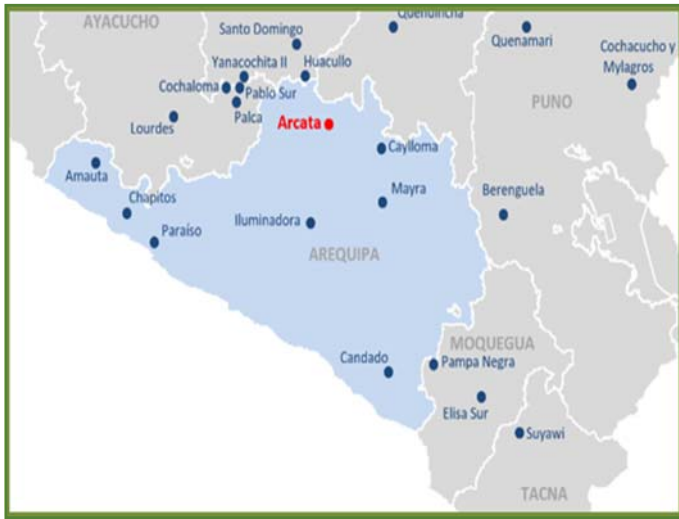 AYACUCHO
Santo Domingo
Quehuincha
Quenamari
Cochacucho y
Mylagros
Yanacochita II
Huacullo
Cochaloma
Pablo Sur
Palca
PUNO
Lourdes
Arcata
Caylloma
Amauta
Chapitos
Mayra
Berenguela
Iluminadora
Paraíso
AREQUIPA
MOQUEGUA
Candado
Pampa Negra
Elisa Sur
Suyawi
TACNA